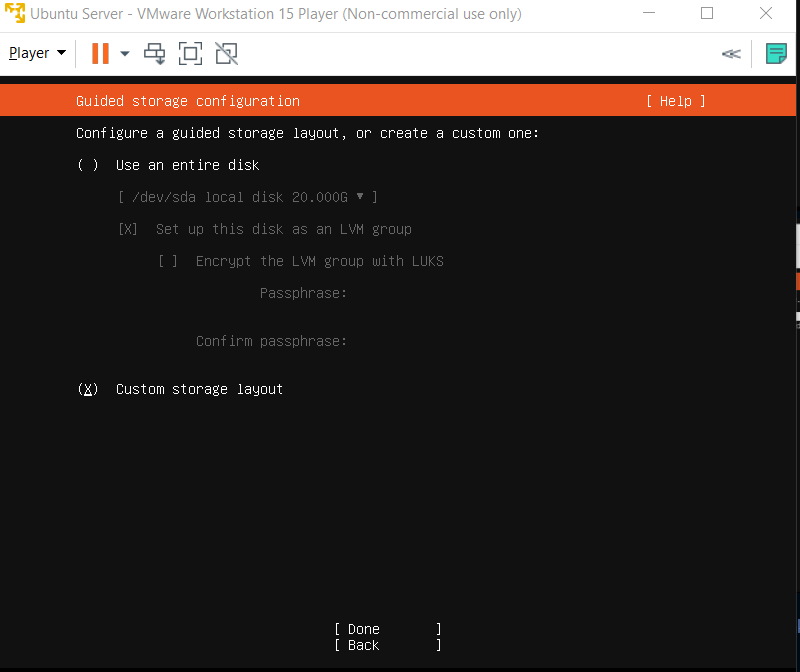 Ubuntu Server - VMware Workstation 15 Player (Non-commercial use only)
Player
Guided storage configuration [ Help ]
Configure a guided storage layout, or create a custom one:
( ) Use an entire disk
[ /dev/sda local disk 20.000G ▾ ]
[X] Set up this disk as an LVM group
[ ] Encrypt the LVM group with LUKS
Passphrase:
Confirm passphrase:
(X) Custom storage layout
[ Done ]
[ Back ]